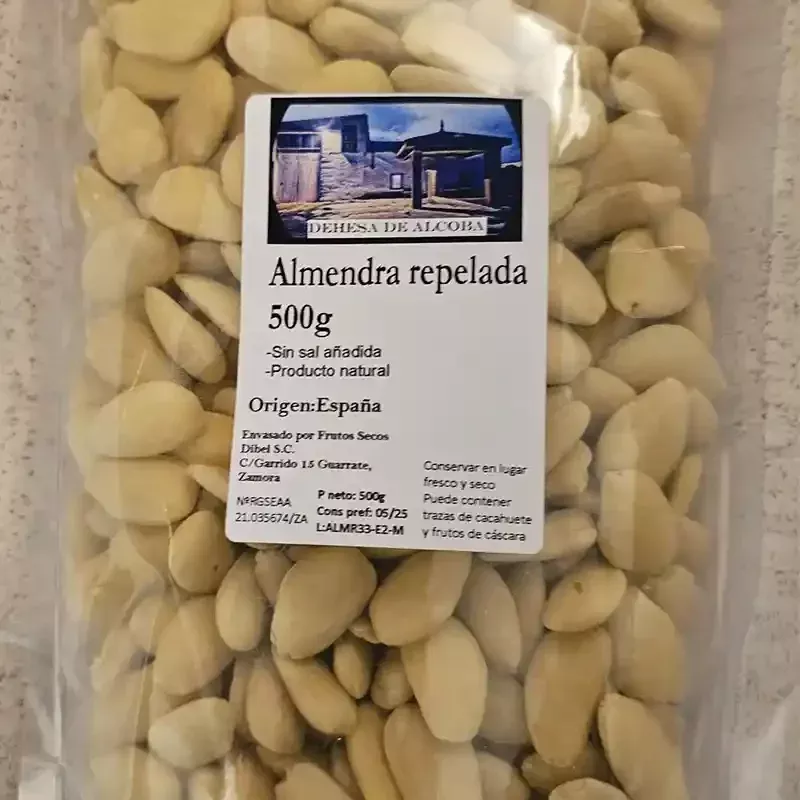 DEHESA DE ALCOBA
Almendra repelada
500g
-Sin sal añadida
-Producto natural
Origen:España
Envasado por Frutos Secos
Dibel S.C.
C/Garrido 15 Guarrate,
Zamora
NºRGSEAA
21.035674/ZA
P neto: 500g
Cons pref: 05/25
L:ALMR33-E2-M
Conservar en lugar
fresco y seco
Puede contener
trazas de cacahuete
y frutos de cáscara